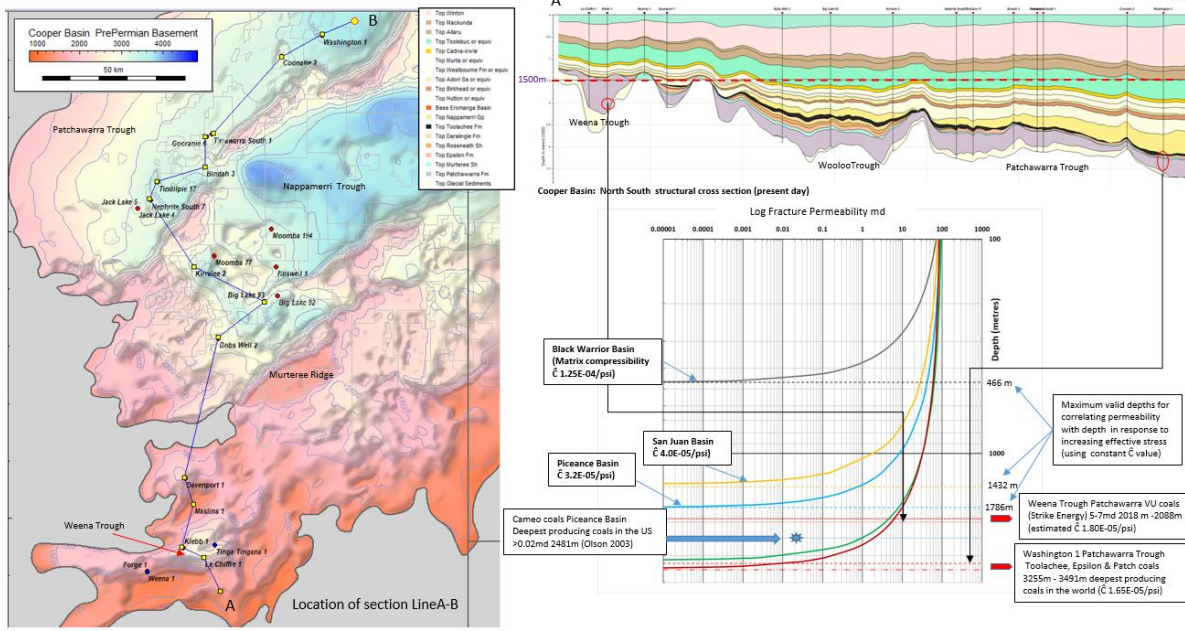 Cooper Basin PrePermian Basement
1000 2000 3000 4000 5000
50 km
B
Washington 1
Coonatie 2
Patchawarra Trough
Gooranie 6
Tirrawarra South 1
Bindah 3
Nappamerri Trough
Tindilpie 17
Jack Lake 5
Nephrite South 7
Jack Lake 4
Moomba 194
Moomba 77
Kirralee 2
Roswell 1
Big Lake 93
Big Lake 92
Dobs Well 2
Murteree Ridge
Davenport 1
Maslins 1
Weena Trough
Klebb 1
Tinga Tingana 1
Forge 1
Le Chiffre 1
Weena 1
A
Location of section LineA-B
Top Winton
Top Mackunda
Top Allaru
Top Toolebuc or equiv
Top Cadna-owie
Top Murta or equiv
Top Westbourne Fm or equiv
Top Adori Ss or equiv
Top Birkhead or equiv
Top Hutton or equiv
Base Eromanga Basin
Top Nappamerri Gp
Top Toolachee Fm
Top Daralingie Fm
Top Roseneath Sh
Top Epsilon Fm
Top Murteree Sh
Top Patchawarra Fm
Top Glacial Sediments
A
1500m
Weena Trough
WoolooTrough
Patchawarra Trough
Cooper Basin: North South structural cross section (present day)
Log Fracture Permeability md
0.00001 0.0001 0.001 0.01 0.1 1 10 100 1000
100
Depth (metres)
Black Warrior Basin
(Matrix compressibility
Ĉ 1.25E-04/psi)
466 m
Maximum valid depths for
correlating permeability
with depth in response to
increasing effective stress
(using constant Ĉ value)
San Juan Basin
Ĉ 4.0E-05/psi)
1000
Piceance Basin
Ĉ 3.2E-05/psi)
1432 m
1786m
Cameo coals Piceance Basin
Deepest producing coals in the US
>0.02md 2481m (Olson 2003)
Weena Trough Patchawarra VU coals
(Strike Energy) 5-7md 2018 m -2088m
(estimated Ĉ 1.80E-05/psi)
Washington 1 Patchawarra Trough
Toolachee, Epsilon & Patch coals
3255m - 3491m deepest producing
coals in the world (Ĉ 1.65E-05/psi)